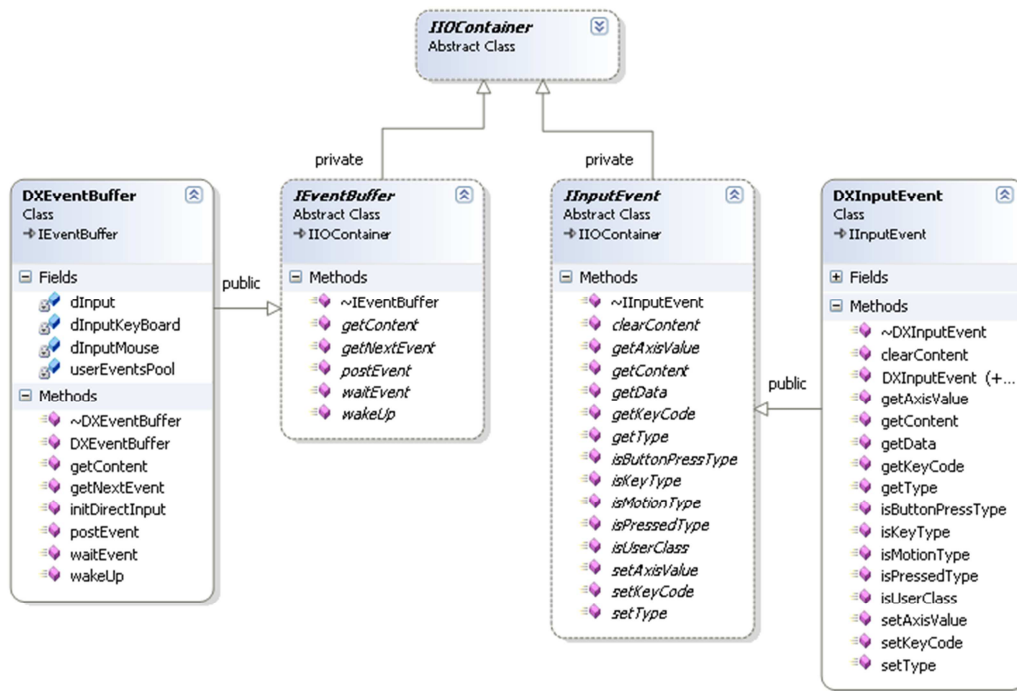 IIOContainer
Abstract Class
private
private
DXEventBuffer
Class
IEventBuffer
Fields
dInput
dInputKeyBoard
dInputMouse
userEventsPool
Methods
~DXEventBuffer
DXEventBuffer
getContent
getNextEvent
initDirectInput
postEvent
waitEvent
wakeUp
public
IEventBuffer
Abstract Class
IIOContainer
Methods
~IEventBuffer
getContent
getNextEvent
postEvent
waitEvent
wakeUp
IInputEvent
Abstract Class
IIOContainer
Methods
~IInputEvent
clearContent
getAxisValue
getContent
getData
getKeyCode
getType
isButtonPressType
isKeyType
isMotionType
isPressedType
isUserClass
setAxisValue
setKeyCode
setType
public
DXInputEvent
Class
IInputEvent
Fields
Methods
~DXInputEvent
clearContent
DXInputEvent (+...
getAxisValue
getContent
getData
getKeyCode
getType
isButtonPressType
isKeyType
isMotionType
isPressedType
isUserClass
setAxisValue
setKeyCode
setType